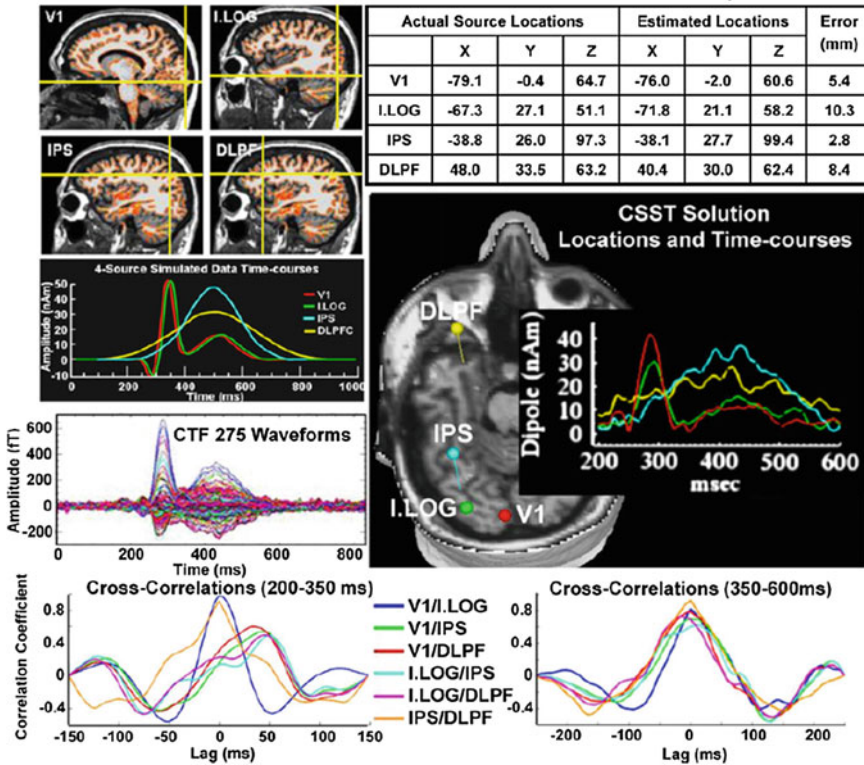 V1 I.LOG
IPS DLPF
Actual Source Locations Estimated Locations Error (mm)
X Y Z X Y Z
V1 -79.1 -0.4 64.7 -76.0 -2.0 60.6 5.4
I.LOG -67.3 27.1 51.1 -71.8 21.1 58.2 10.3
IPS -38.8 26.0 97.3 -38.1 27.7 99.4 2.8
DLPF 48.0 33.5 63.2 40.4 30.0 62.4 8.4
4-Source Simulated Data Time-courses
Amplitude (nAm)
50
40
30
20
10
0
-10
V1
I.LOG
IPS
DLPFC
0 200 400 600 800 1000
Time (ms)
CSST Solution
Locations and Time-courses
DLPF
IPS
I.LOG
V1
Dipole (nAm)
40
30
20
10
0
200 300 400 500 600
msec
CTF 275 Waveforms
Amplitude (fT)
600
400
200
0
-200
0 200 400 600 800
Time (ms)
Cross-Correlations (200-350 ms)
Correlation Coefficient
0.8
0.4
0
-0.4
-150 -100 -50 0 50 100 150
Lag (ms)
V1/I.LOG
V1/IPS
V1/DLPF
I.LOG/IPS
I.LOG/DLPF
IPS/DLPF
Cross-Correlations (350-600ms)
0.8
0.4
0
-0.4
-200 -100 0 100 200
Lag (ms)